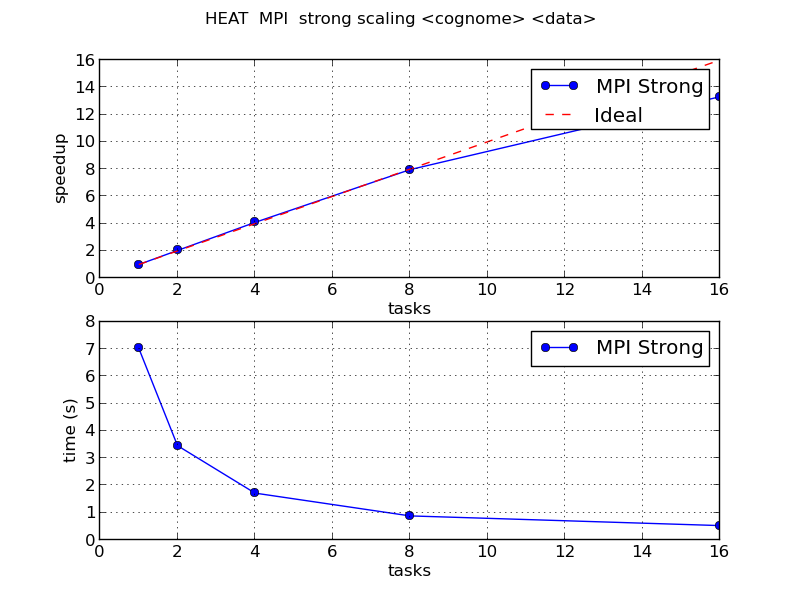 HEAT MPI strong scaling <cognome> <data>
16
14
12
10
8
6
4
2
0
speedup
MPI Strong
Ideal
0 2 4 6 8 10 12 14 16
tasks
8
7
6
5
4
3
2
1
0
time (s)
MPI Strong
0 2 4 6 8 10 12 14 16
tasks